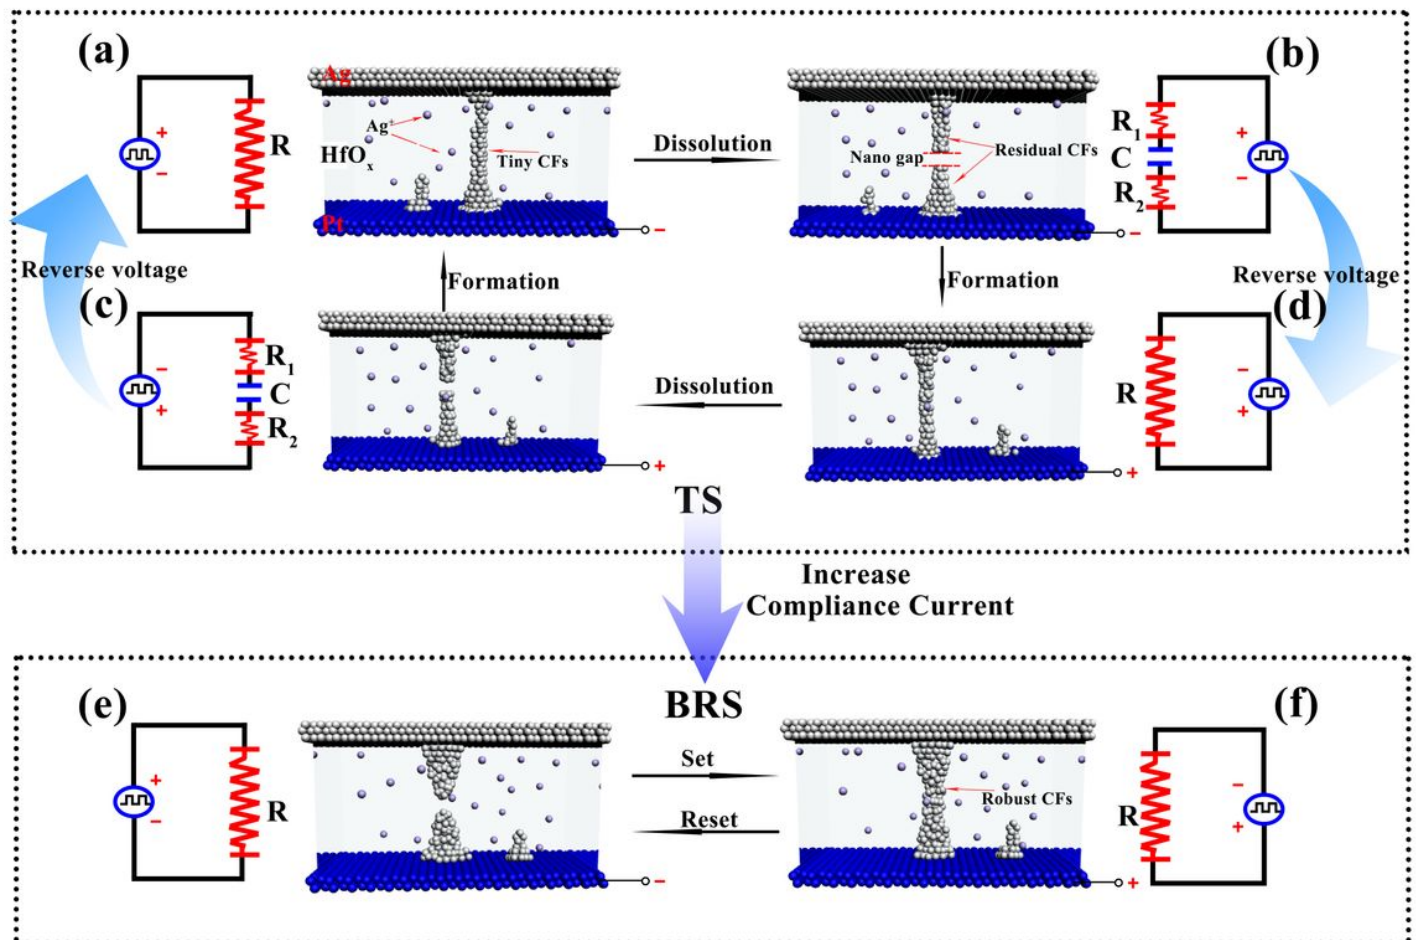 (a)
+
−
R
Ag
Ag⁺
HfOₓ
Tiny CFs
Pt
−
Dissolution
Nano gap
Residual CFs
−
(b)
R₁
C
R₂
+
−
Reverse voltage
Formation
Formation
Reverse voltage
(c)
−
+
R₁
C
R₂
+
Dissolution
+
(d)
R
−
+
TS
Increase
Compliance Current
BRS
(e)
+
−
R
−
Set
Reset
Robust CFs
+
(f)
R
−
+